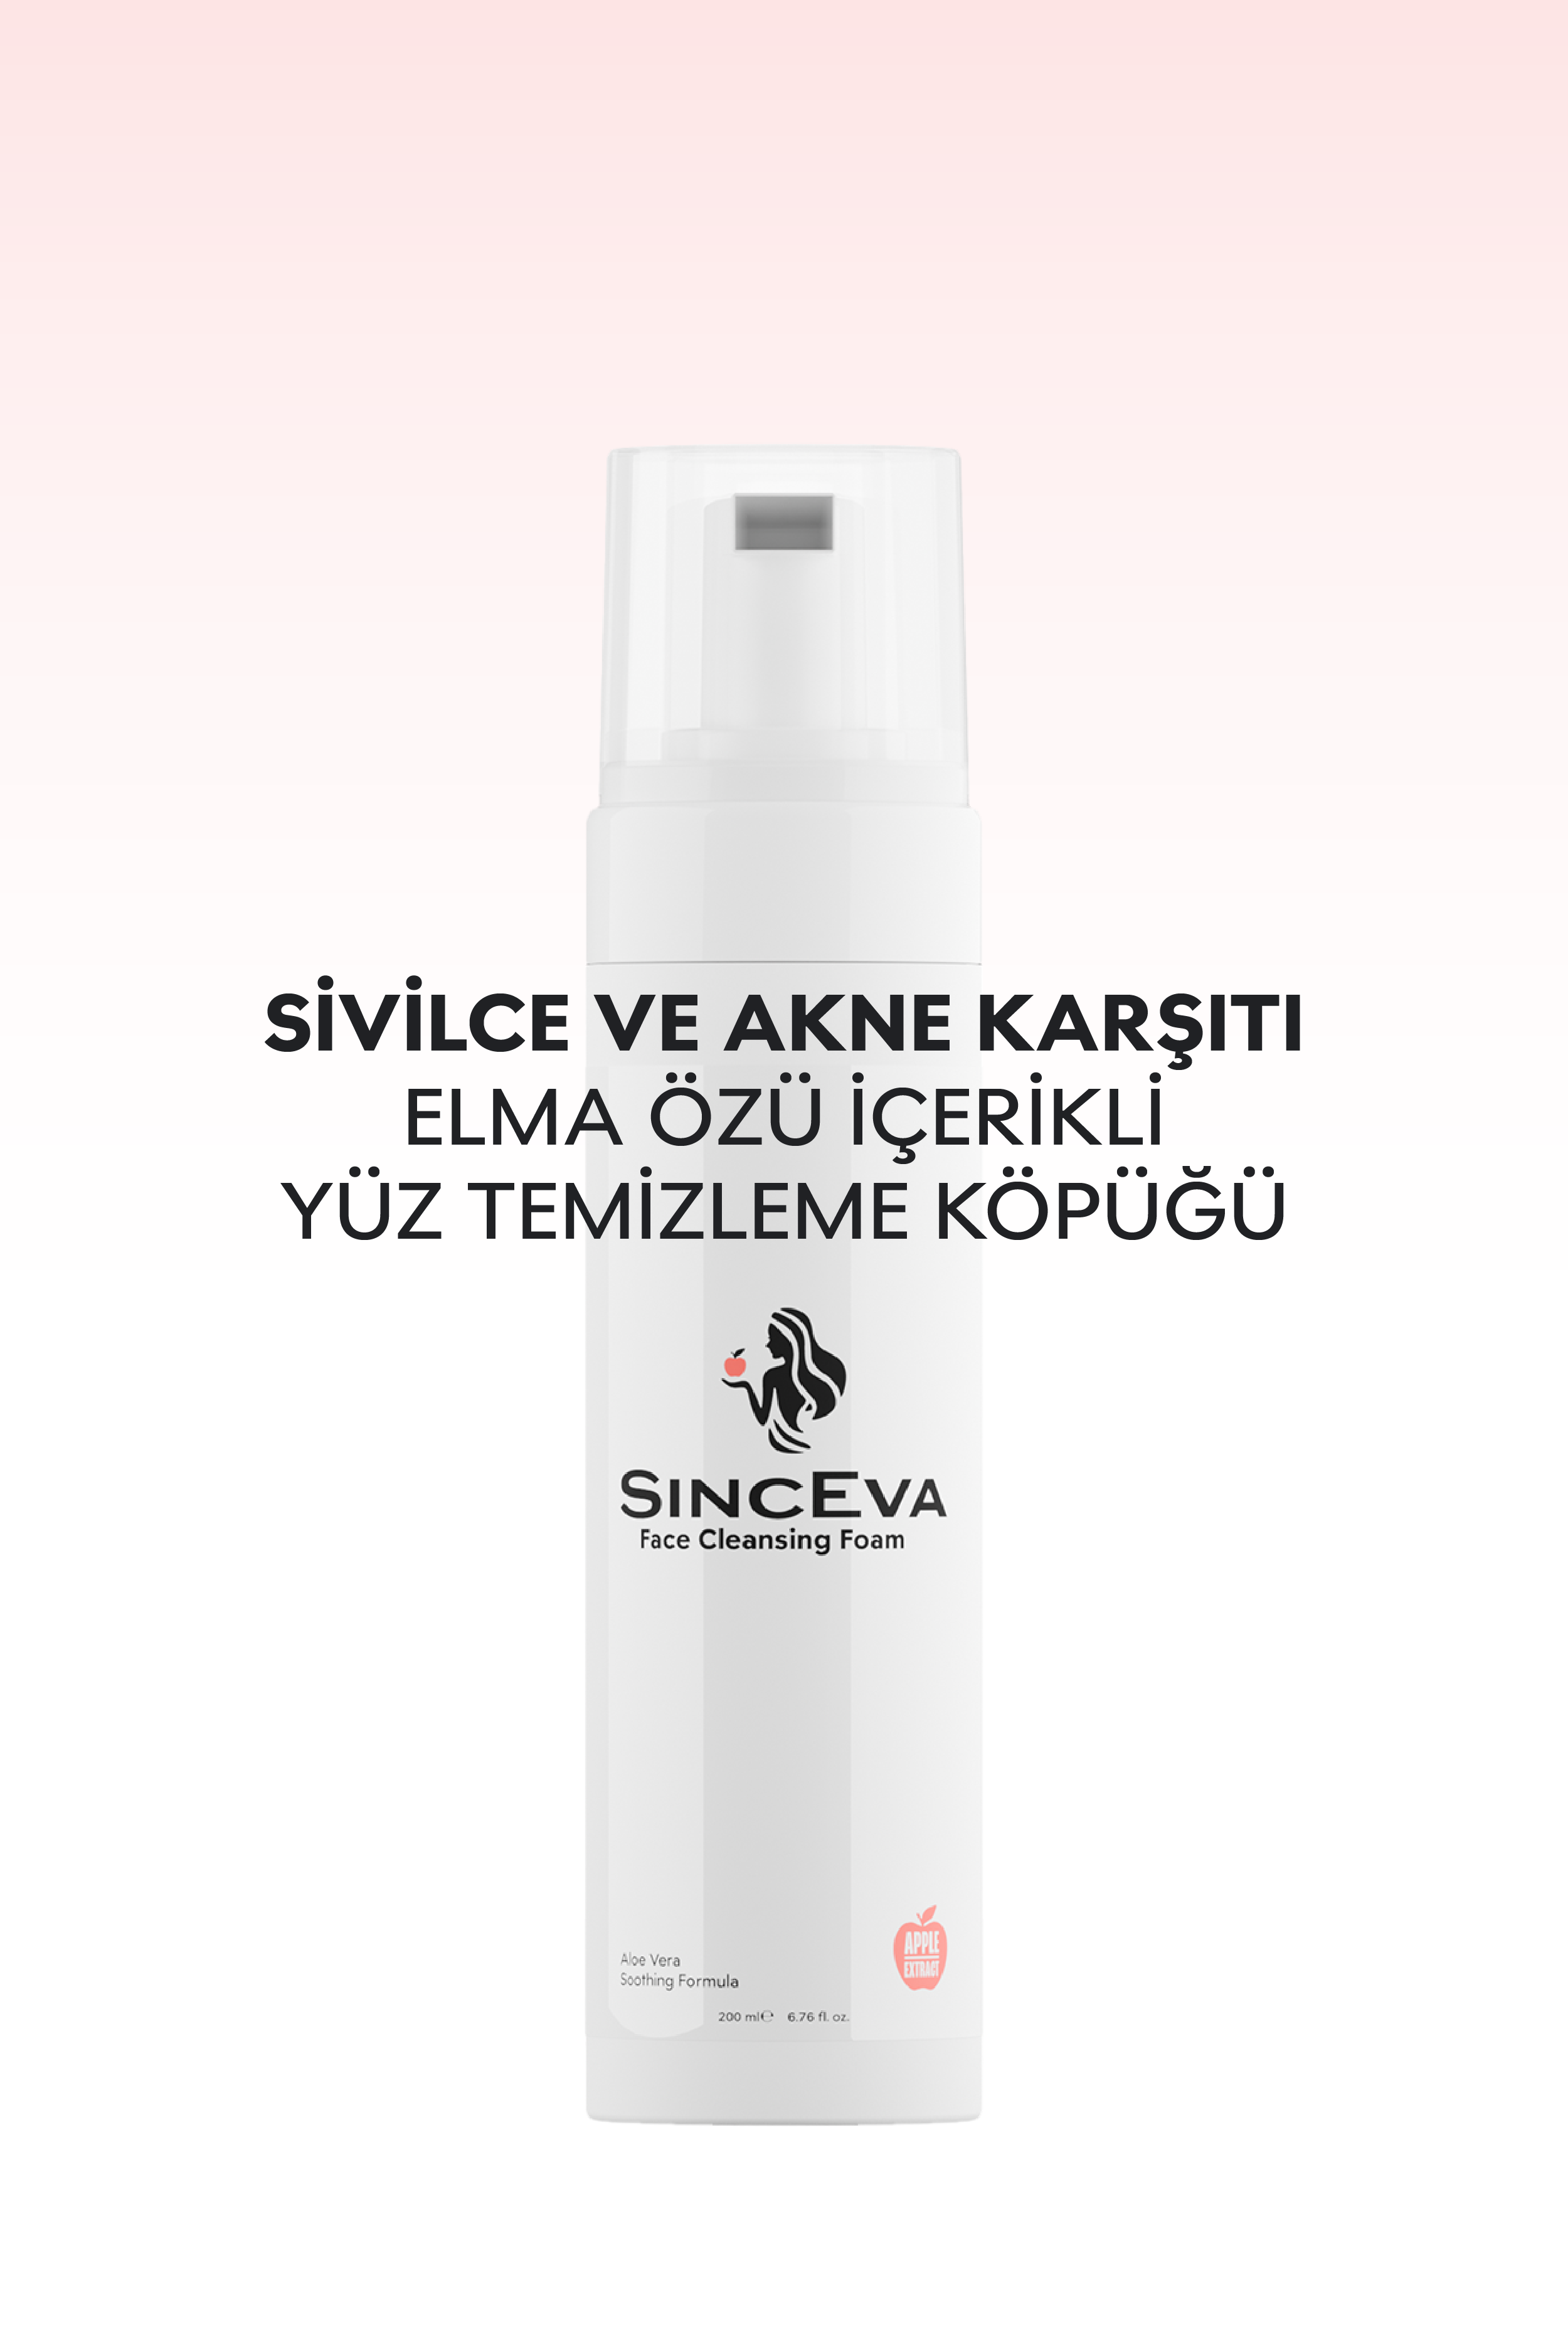 SİVİLCE VE AKNE KARŞITI
ELMA ÖZÜ İÇERİKLİ
YÜZ TEMİZLEME KÖPÜĞÜ
SINCEVA
Face Cleansing Foam
Aloe Vera
Soothing Formula
APPLE
EXTRACT
200 ml℮ 6.76 fl. oz.